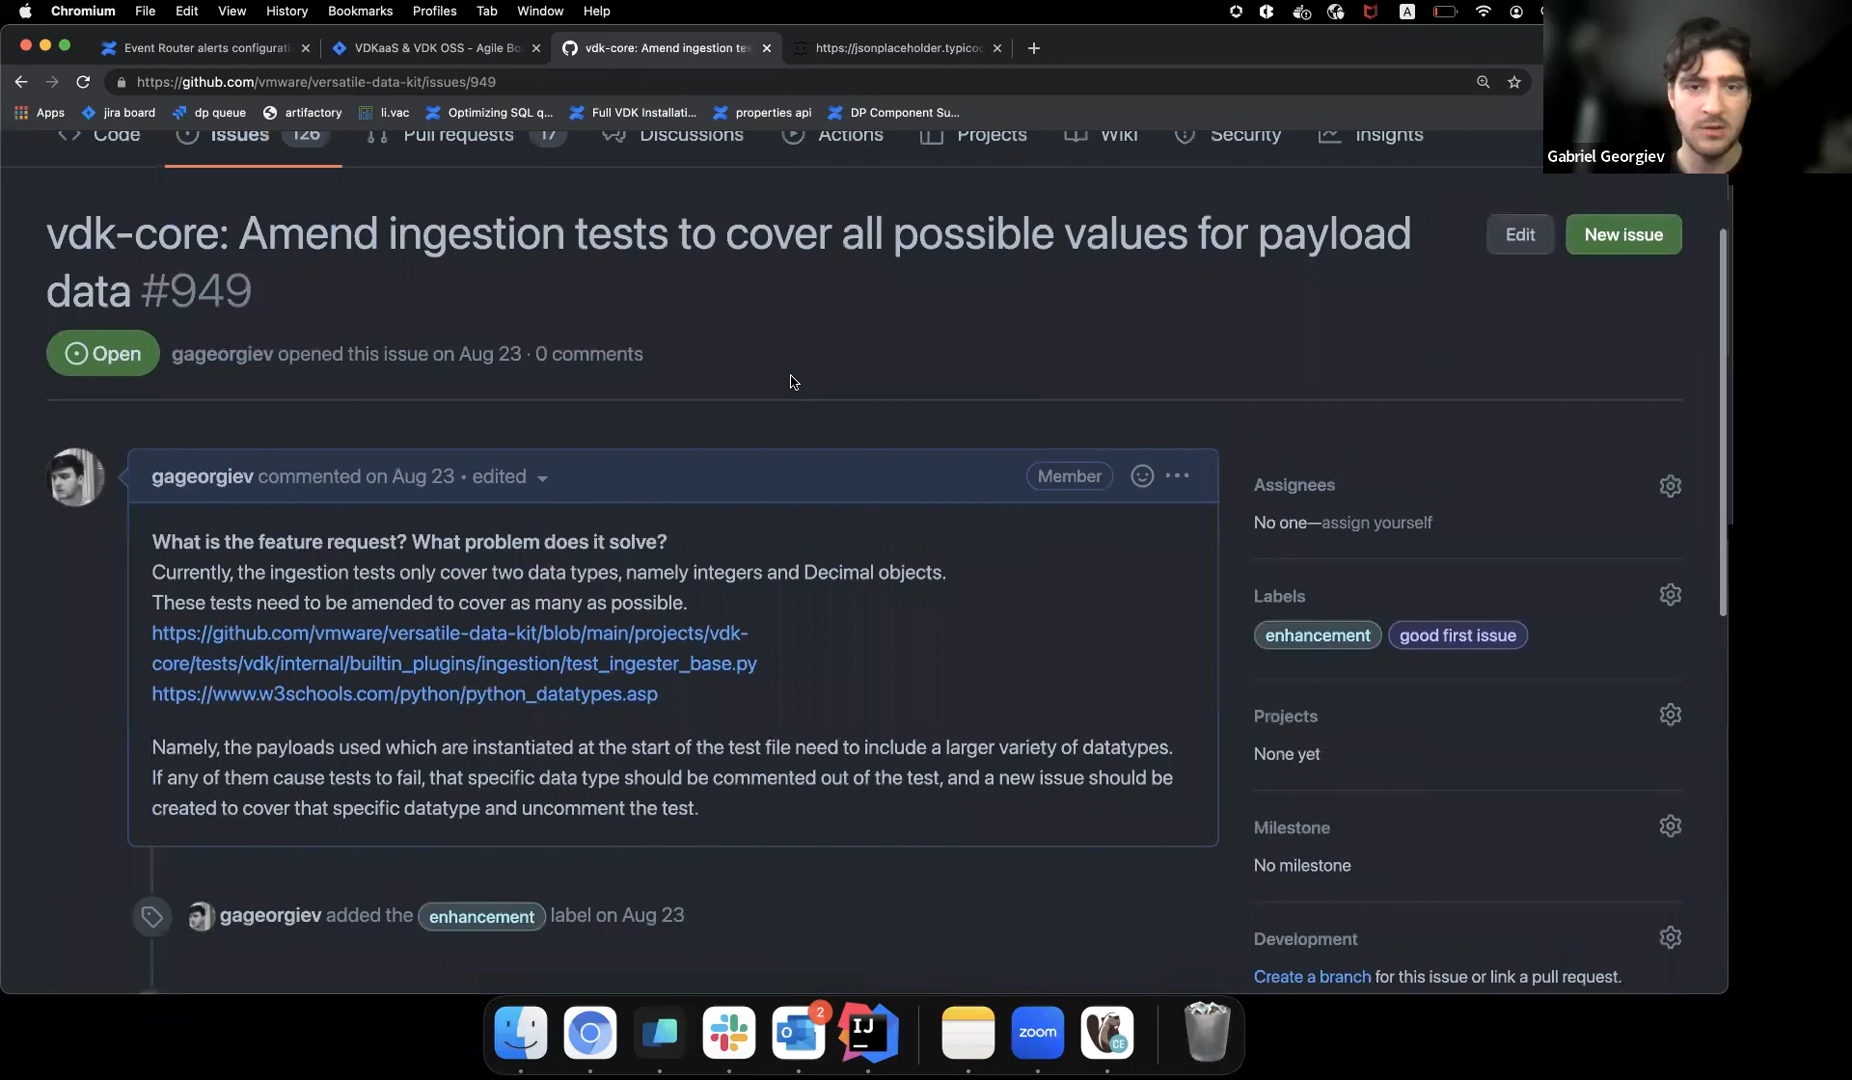 Chromium File Edit View History Bookmarks Profiles Tab Window Help
Event Router alerts configurati
VDKaaS & VDK OSS - Agile Bo
vdk-core: Amend ingestion tes
https://jsonplaceholder.typico
https://github.com/vmware/versatile-data-kit/issues/949
Apps jira board dp queue artifactory li.vac Optimizing SQL q... Full VDK Installati... properties api DP Component Su...
Code Issues 126 Pull requests 17 Discussions Actions Projects Wiki Security Insights
Gabriel Georgiev
vdk-core: Amend ingestion tests to cover all possible values for payload
data #949
Edit New issue
Open gageorgiev opened this issue on Aug 23 · 0 comments
gageorgiev commented on Aug 23 • edited
Member
What is the feature request? What problem does it solve?
Currently, the ingestion tests only cover two data types, namely integers and Decimal objects.
These tests need to be amended to cover as many as possible.
https://github.com/vmware/versatile-data-kit/blob/main/projects/vdk-
core/tests/vdk/internal/builtin_plugins/ingestion/test_ingester_base.py
https://www.w3schools.com/python/python_datatypes.asp
Namely, the payloads used which are instantiated at the start of the test file need to include a larger variety of datatypes.
If any of them cause tests to fail, that specific data type should be commented out of the test, and a new issue should be
created to cover that specific datatype and uncomment the test.
gageorgiev added the enhancement label on Aug 23
Assignees
No one—assign yourself
Labels
enhancement good first issue
Projects
None yet
Milestone
No milestone
Development
Create a branch for this issue or link a pull request.
2
IJ
zoom
CE